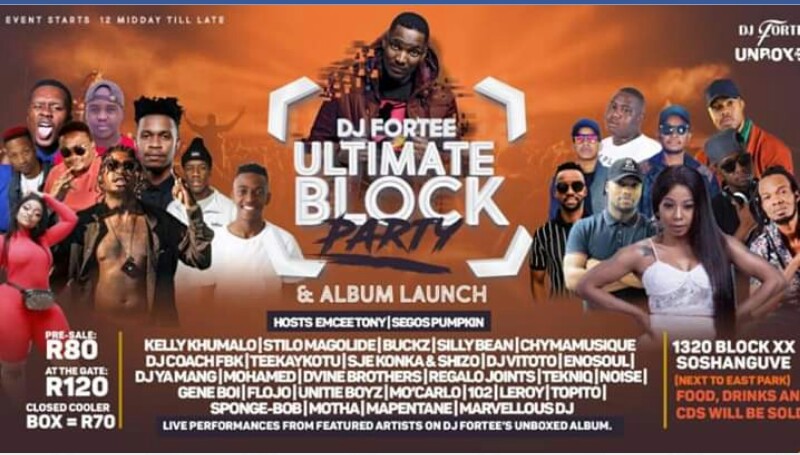 EVENT STARTS 12 MIDDAY TILL LATE
DJ FORTE
UNBOX
DJ FORTEE
ULTIMATE
BLOCK
PARTY
& ALBUM LAUNCH
HOSTS EMCEE TONY | SEGOS PUMPKIN
PRE-SALE:
R80
AT THE GATE:
R120
CLOSED COOLER
BOX = R70
KELLY KHUMALO | STILO MAGOLIDE | BUCKZ | SILLY BEAN | CHYMAMUSIQUE
DJ COACH FBK | TEEKAYKOTU | SJE KONKA & SHIZO | DJ VITOTO | ENOSOUL |
DJ YA MANG | MOHAMED | DVINE BROTHERS | REGALO JOINTS | TEKNIQ | NOISE |
GENE BOI | FLOJO | UNITIE BOYZ | MO'CARLO | 102 | LEROY | TOPITO |
SPONGE-BOB | MOTHA | MAPENTANE | MARVELLOUS DJ
LIVE PERFORMANCES FROM FEATURED ARTISTS ON DJ FORTEE'S UNBOXED ALBUM.
1320 BLOCK XX
SOSHANGUVE
(NEXT TO EAST PARK)
FOOD, DRINKS AN
CDS WILL BE SOLD